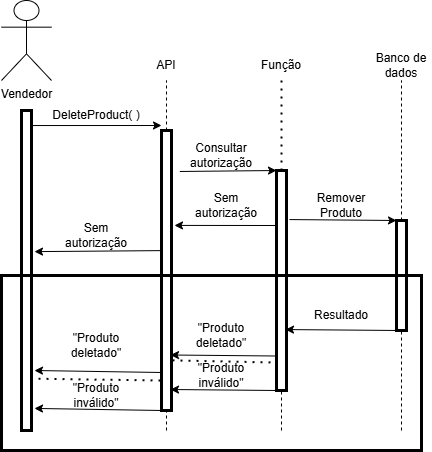 Vendedor
API
Função
Banco de
dados
DeleteProduct( )
Consultar
autorização
Sem
autorização
Remover
Produto
Sem
autorização
Resultado
"Produto
deletado"
"Produto
deletado"
"Produto
inválido"
"Produto
inválido"